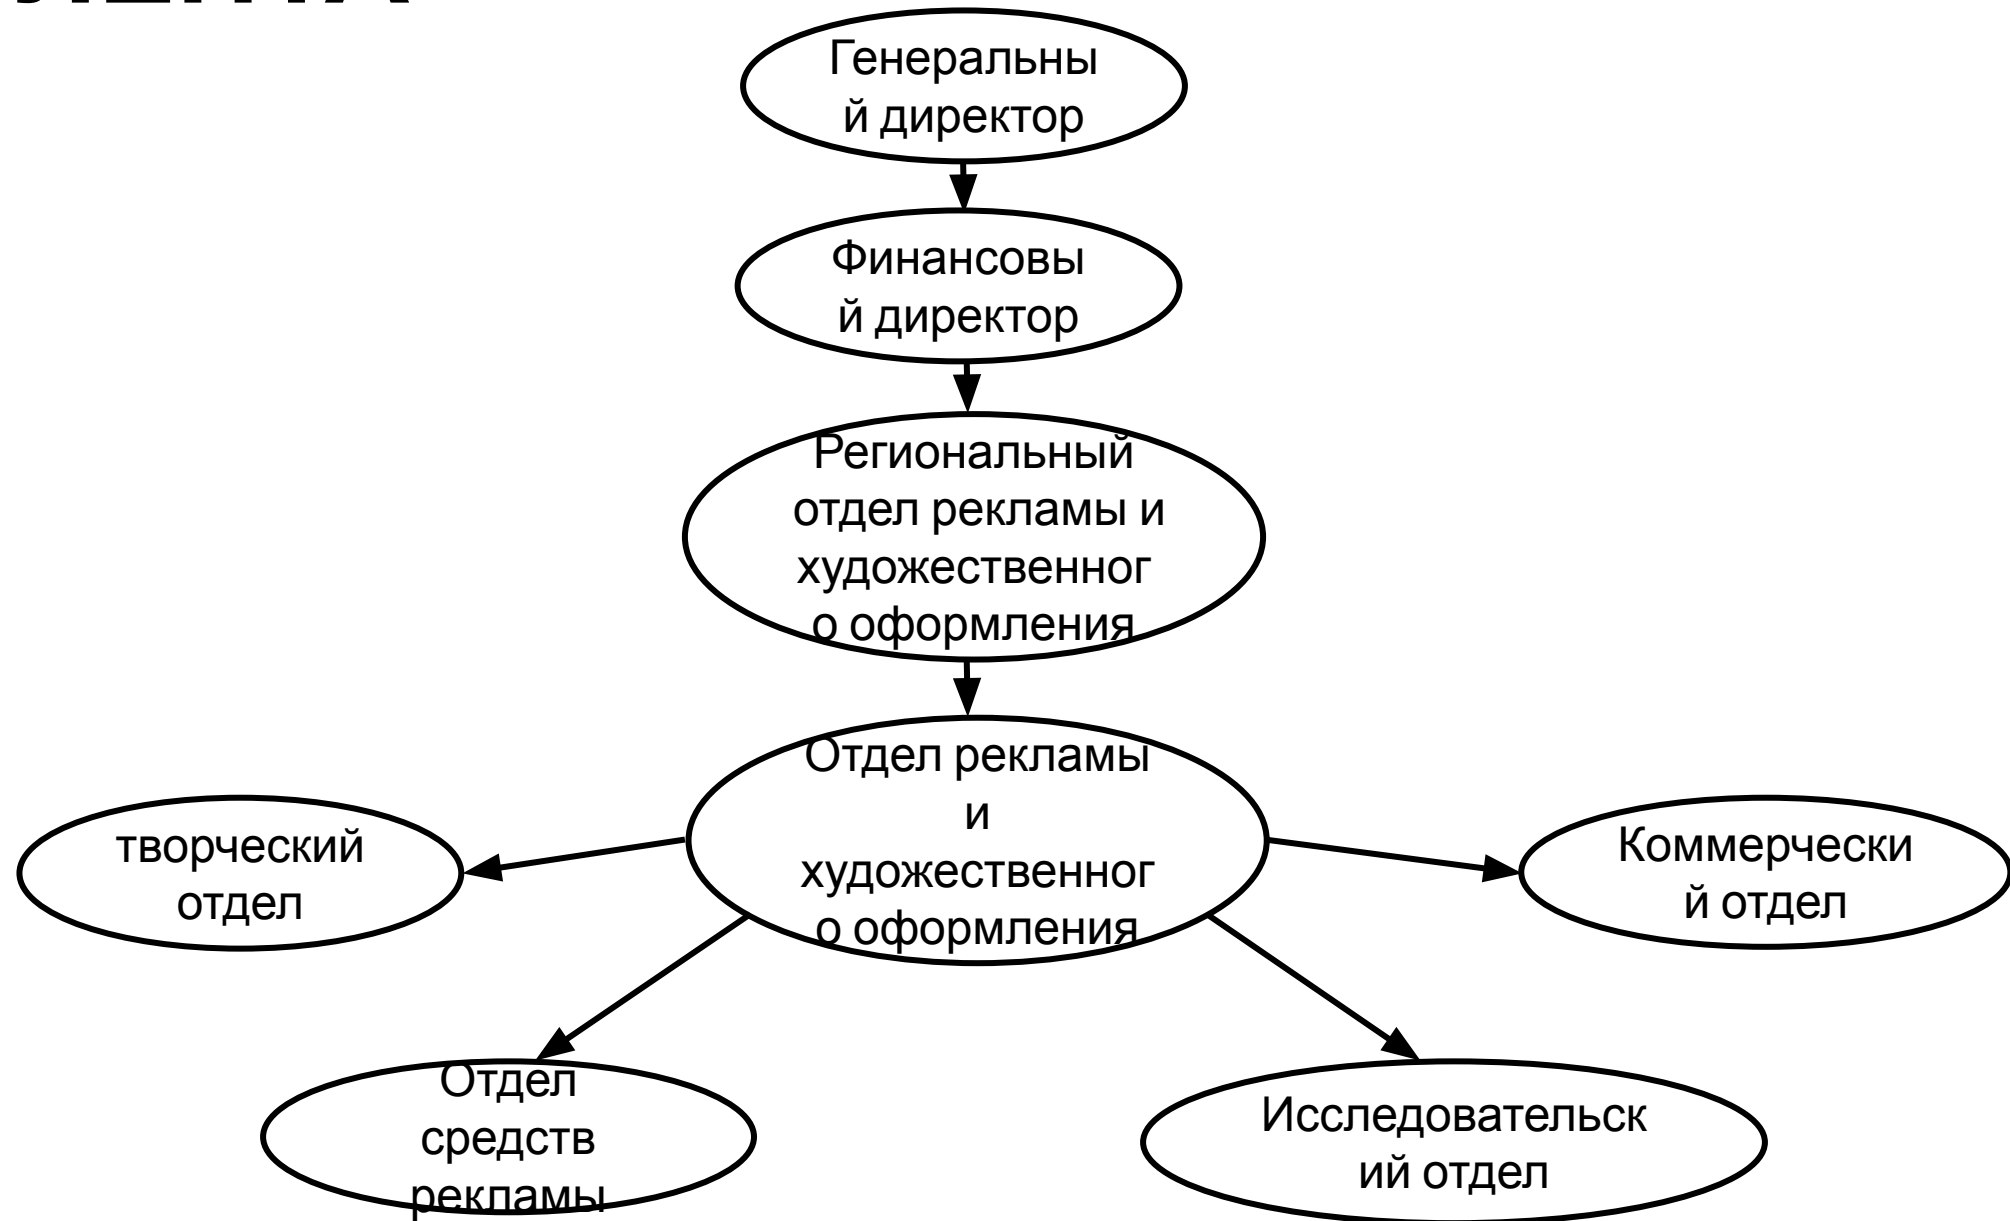 Генеральны
й директор
Финансовы
й директор
Региональный
отдел рекламы и
художественног
о оформления
Отдел рекламы
и
художественног
о оформления
творческий
отдел
Коммерчески
й отдел
Отдел
средств
рекламы
Исследовательск
ий отдел